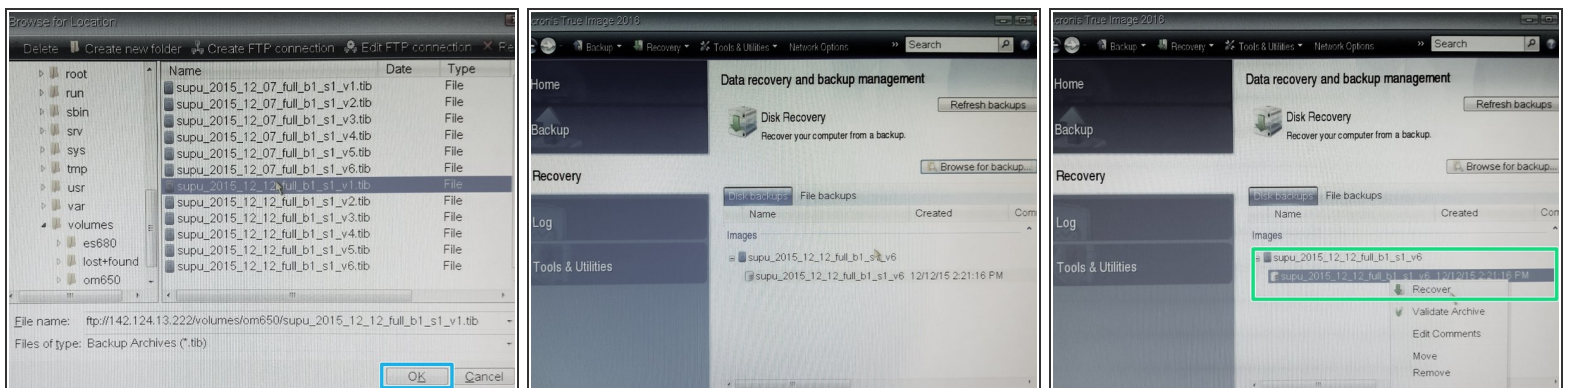 Browse for Location
Delete Create new folder Create FTP connection Edit FTP connection
root
run
sbin
srv
sys
tmp
usr
var
volumes
es680
lost+found
om650
Name Date Type
supu_2015_12_07_full_b1_s1_v1.tib File
supu_2015_12_07_full_b1_s1_v2.tib File
supu_2015_12_07_full_b1_s1_v3.tib File
supu_2015_12_07_full_b1_s1_v4.tib File
supu_2015_12_07_full_b1_s1_v5.tib File
supu_2015_12_07_full_b1_s1_v6.tib File
supu_2015_12_12_full_b1_s1_v1.tib File
supu_2015_12_12_full_b1_s1_v2.tib File
supu_2015_12_12_full_b1_s1_v3.tib File
supu_2015_12_12_full_b1_s1_v4.tib File
supu_2015_12_12_full_b1_s1_v5.tib File
supu_2015_12_12_full_b1_s1_v6.tib File
File name: ftp://142.124.13.222/volumes/om650/supu_2015_12_12_full_b1_s1_v1.tib
Files of type: Backup Archives (*.tib)
OK Cancel
cronis True Image 2016
Backup Recovery Tools & Utilities Network Options » Search
Home
Backup
Recovery
Log
Tools & Utilities
Data recovery and backup management
Refresh backups
Disk Recovery
Recover your computer from a backup.
Browse for backup...
Disk backups File backups
Name Created Com
Images
supu_2015_12_12_full_b1_s1_v6
supu_2015_12_12_full_b1_s1_v6 12/12/15 2:21:16 PM
cronis True Image 2016
Backup Recovery Tools & Utilities Network Options » Search
Home
Backup
Recovery
Log
Tools & Utilities
Data recovery and backup management
Refresh backups
Disk Recovery
Recover your computer from a backup.
Browse for backup...
Disk backups File backups
Name Created Con
Images
supu_2015_12_12_full_b1_s1_v6
supu_2015_12_12_full_b1_s1_v6 12/12/15 2:21:16 PM
Recover
Validate Archive
Edit Comments
Move
Remove